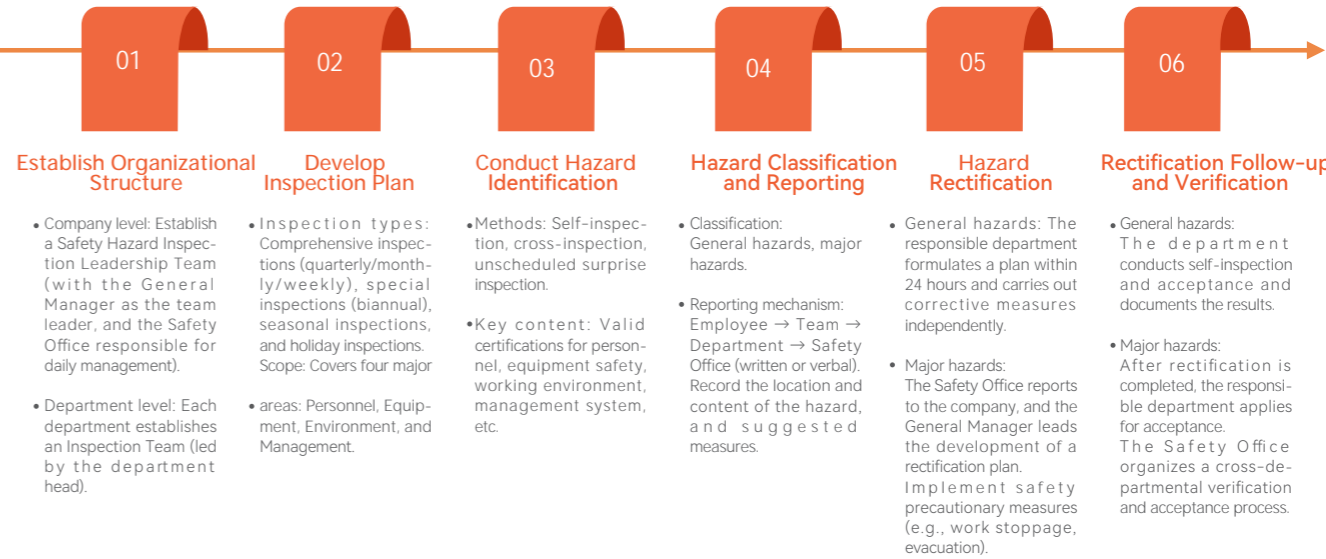 01
Establish Organizational
Structure
• Company level: Establish
a Safety Hazard Inspec-
tion Leadership Team
(with the General
Manager as the team
leader, and the Safety
Office responsible for
daily management).
• Department level: Each
department establishes
an Inspection Team (led
by the department
head).
02
Develop
Inspection Plan
• Inspection types:
Comprehensive inspec-
tions (quarterly/month-
ly/weekly), special
inspections (biannual),
seasonal inspections,
and holiday inspections.
Scope: Covers four major
• areas: Personnel, Equip-
ment, Environment, and
Management.
03
Conduct Hazard
Identification
• Methods: Self-inspec-
tion, cross-inspection,
unscheduled surprise
inspection.
• Key content: Valid
certifications for person-
nel, equipment safety,
working environment,
management system,
etc.
04
Hazard Classification
and Reporting
• Classification:
General hazards, major
hazards.
• Reporting mechanism:
Employee → Team →
Department → Safety
Office (written or verbal).
Record the location and
content of the hazard,
and suggested
measures.
05
Hazard
Rectification
• General hazards: The
responsible department
formulates a plan within
24 hours and carries out
corrective measures
independently.
• Major hazards:
The Safety Office reports
to the company, and the
General Manager leads
the development of a
rectification plan.
Implement safety
precautionary measures
(e.g., work stoppage,
evacuation).
06
Rectification Follow-up
and Verification
• General hazards:
The department
conducts self-inspection
and acceptance and
documents the results.
• Major hazards:
After rectification is
completed, the responsi-
ble department applies
for acceptance.
The Safety Office
organizes a cross-de-
partmental verification
and acceptance process.